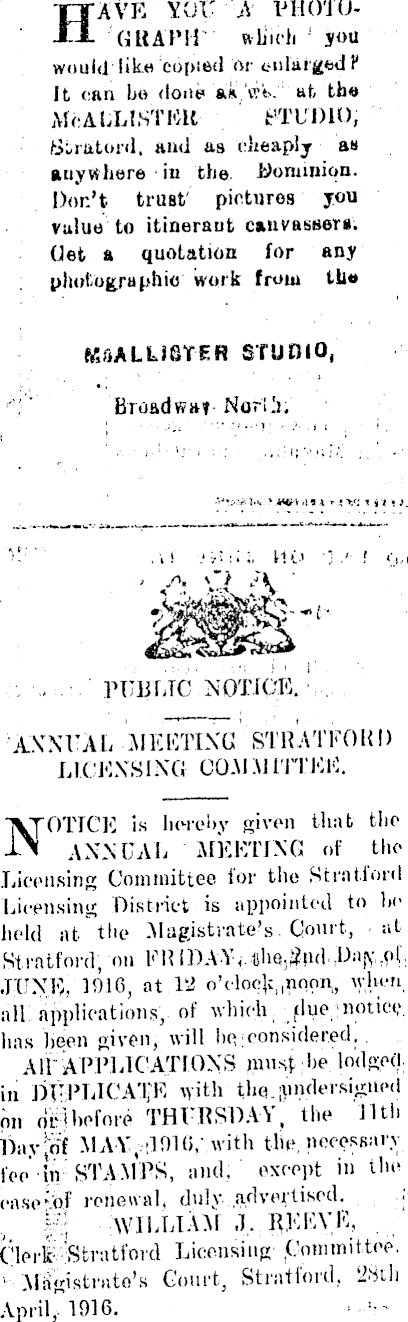 HAVE YOU A PHOTO-
GRAPH which you
would like copied or enlarged?
It can be done as we. at the
McALLISTER STUDIO,
Stratord, and as cheaply as
anywhere in the Dominion.
Don't trust pictures you
value to itinerant canvassers.
Get a quotation for any
photographic work from the
McALLISTER STUDIO,
Broadway North.
PUBLIC NOTICE.
ANNUAL MEETING STRATFORD
LICENSING COMMITTEE.
NOTICE is hereby given that the
ANNUAL MEETING of the
Licensing Committee for the Stratford
Licensing District is appointed to be
held at the Magistrate's Court, at
Stratford, on FRIDAY, the 2nd Day of
JUNE, 1916, at 12 o'clock, noon, when
all applications, of which due notice
has been given, will be considered.
All APPLICATIONS must be lodged
in DUPLICATE with the undersigned
on or before THURSDAY, the 11th
Day of MAY, 1916, with the necessary
fee in STAMPS, and, except in the
case of renewal, duly advertised.
WILLIAM J. REEVE,
Clerk Stratford Licensing Committee.
Magistrate's Court, Stratford, 28th
April, 1916.